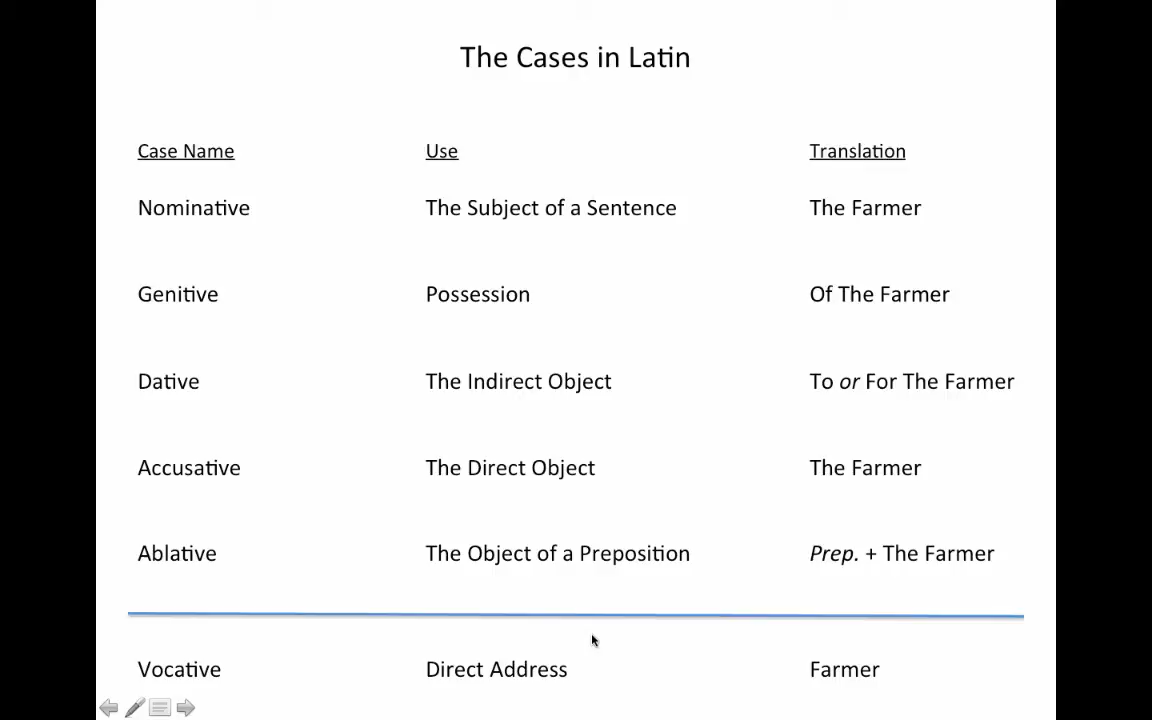 The Cases in Latin
Case Name Use Translation
Nominative The Subject of a Sentence The Farmer
Genitive Possession Of The Farmer
Dative The Indirect Object To or For The Farmer
Accusative The Direct Object The Farmer
Ablative The Object of a Preposition Prep. + The Farmer
Vocative Direct Address Farmer